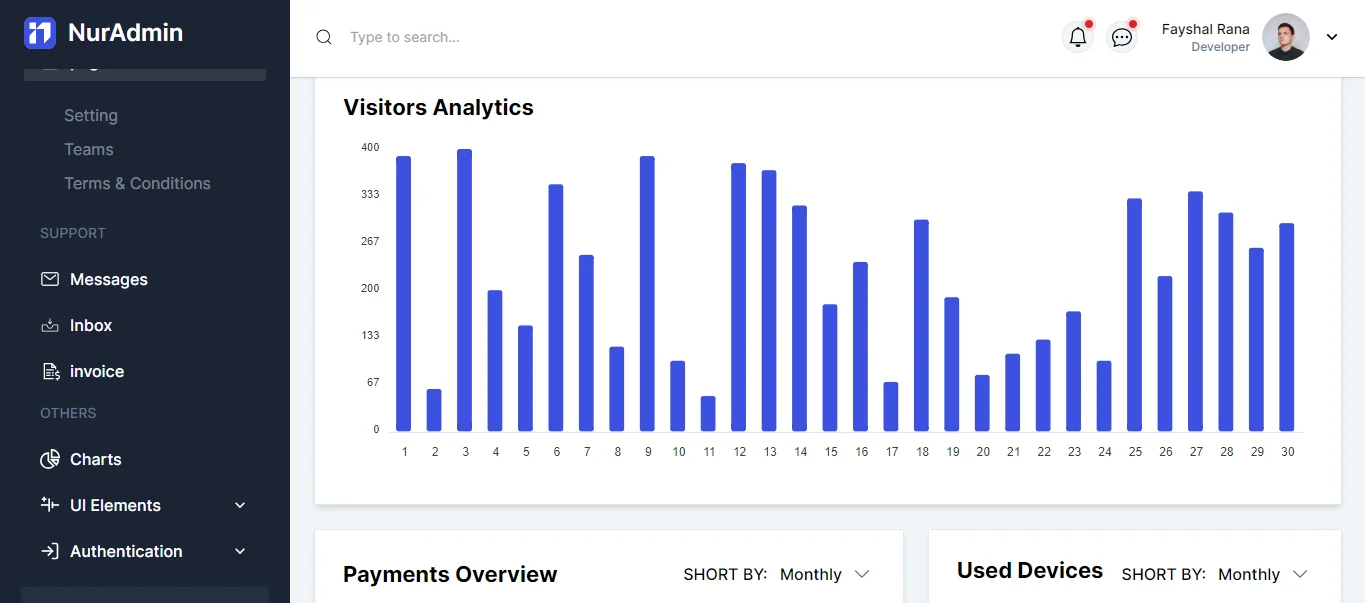 NurAdmin
Setting
Teams
Terms & Conditions
SUPPORT
Messages
Inbox
invoice
OTHERS
Charts
UI Elements
Authentication
Type to search...
Fayshal Rana
Developer
Visitors Analytics
400
333
267
200
133
67
0
1 2 3 4 5 6 7 8 9 10 11 12 13 14 15 16 17 18 19 20 21 22 23 24 25 26 27 28 29 30
Payments Overview
SHORT BY: Monthly
Used Devices
SHORT BY: Monthly